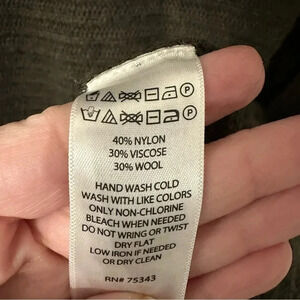 40% NYLON
30% VISCOSE
30% WOOL
HAND WASH COLD
WASH WITH LIKE COLORS
ONLY NON-CHLORINE
BLEACH WHEN NEEDED
DO NOT WRING OR TWIST
DRY FLAT
LOW IRON IF NEEDED
OR DRY CLEAN
RN# 75343